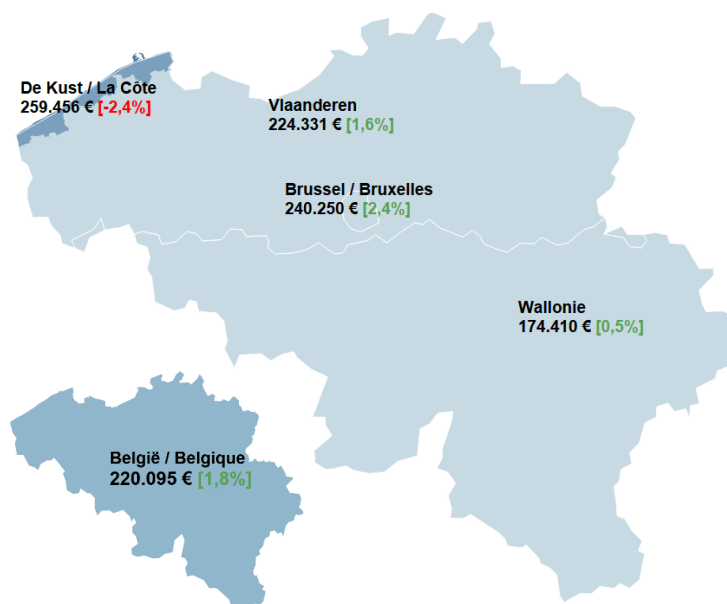 De Kust / La Côte
259.456 € [-2,4%]
Vlaanderen
224.331 € [1,6%]
Brussel / Bruxelles
240.250 € [2,4%]
Wallonie
174.410 € [0,5%]
België / Belgique
220.095 € [1,8%]